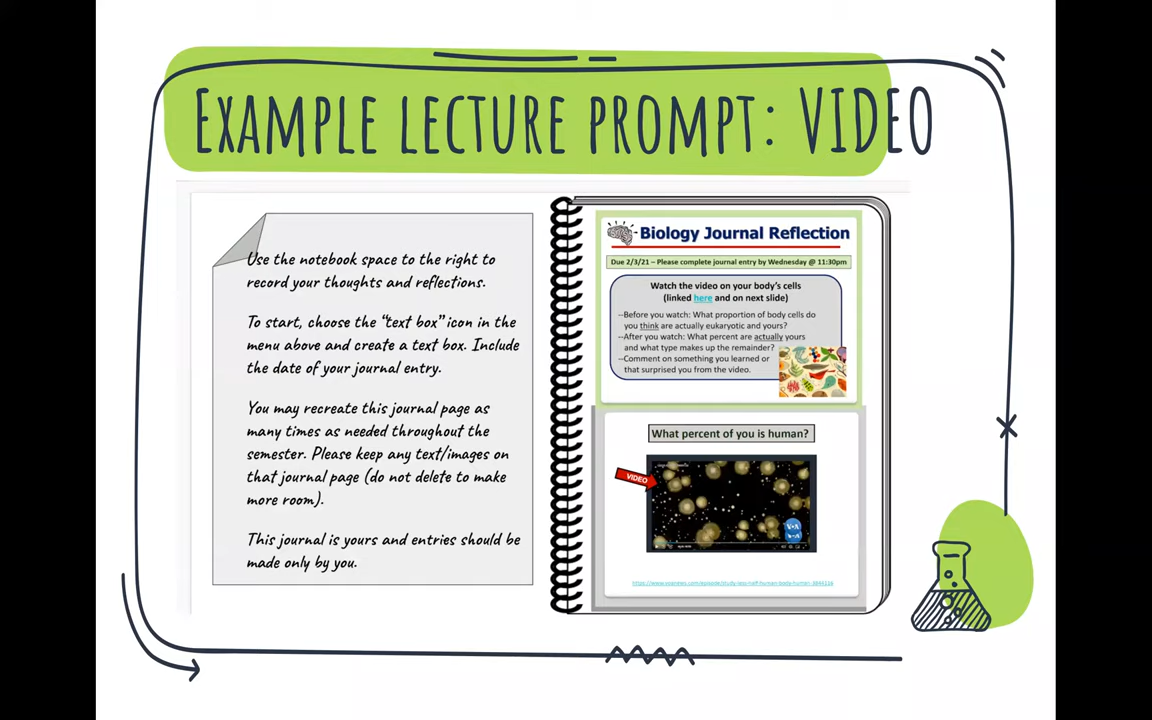 Example lecture prompt: VIDEO
Use the notebook space to the right to
record your thoughts and reflections.
To start, choose the “text box” icon in the
menu above and create a text box. Include
the date of your journal entry.
You may recreate this journal page as
many times as needed throughout the
semester. Please keep any text/images on
that journal page (do not delete to make
more room).
This journal is yours and entries should be
made only by you.
Biology Journal Reflection
Due 2/3/21 – Please complete journal entry by Wednesday @ 11:30pm
Watch the video on your body’s cells
(linked here and on next slide)
--Before you watch: What proportion of body cells do
you think are actually eukaryotic and yours?
--After you watch: What percent are actually yours
and what type makes up the remainder?
--Comment on something you learned or
that surprised you from the video.
What percent of you is human?
VIDEO
VOA